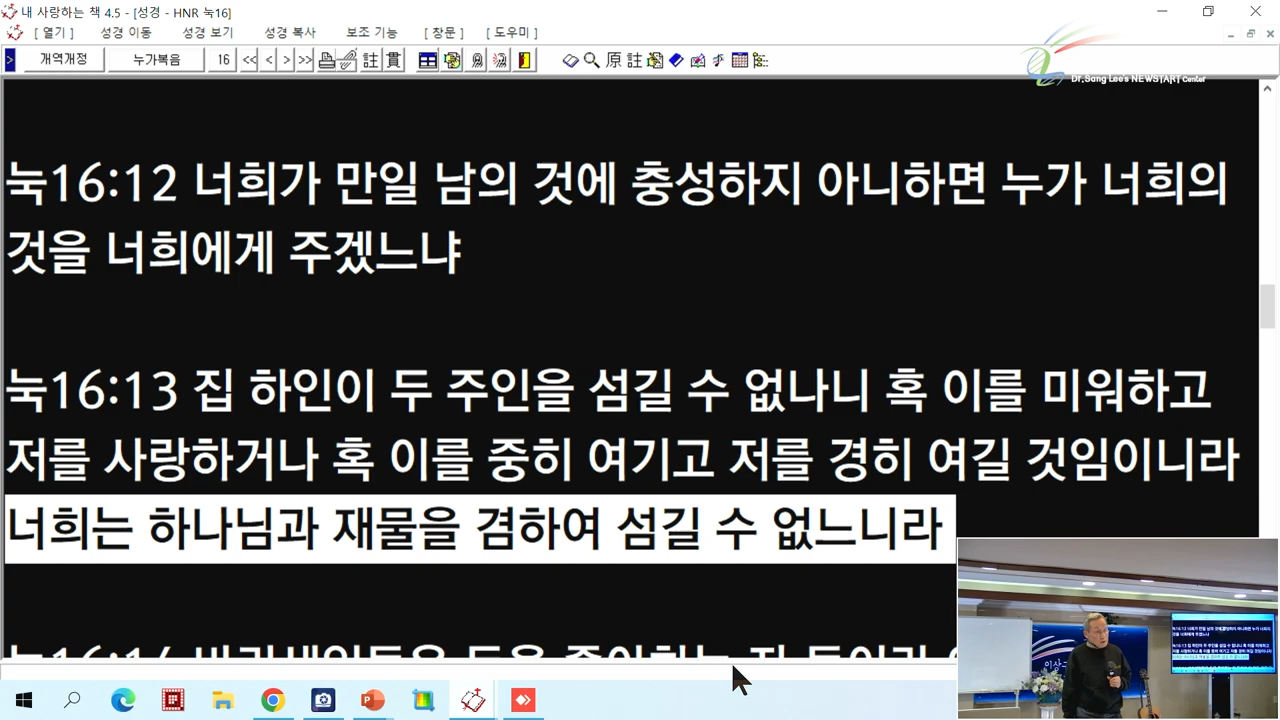 내 사랑하는 책 4.5 - [성경 - HNR 눅16]
[ 열기 ] 성경 이동 성경 보기 성경 복사 보조 기능 [ 창문 ] [ 도우미 ]
개역개정 누가복음 16 << < > >> 註 貫 原 註
Dr.Sang Lee's NEWSTART Center
눅16:12 너희가 만일 남의 것에 충성하지 아니하면 누가 너희의
것을 너희에게 주겠느냐
눅16:13 집 하인이 두 주인을 섬길 수 없나니 혹 이를 미워하고
저를 사랑하거나 혹 이를 중히 여기고 저를 경히 여길 것임이니라
너희는 하나님과 재물을 겸하여 섬길 수 없느니라